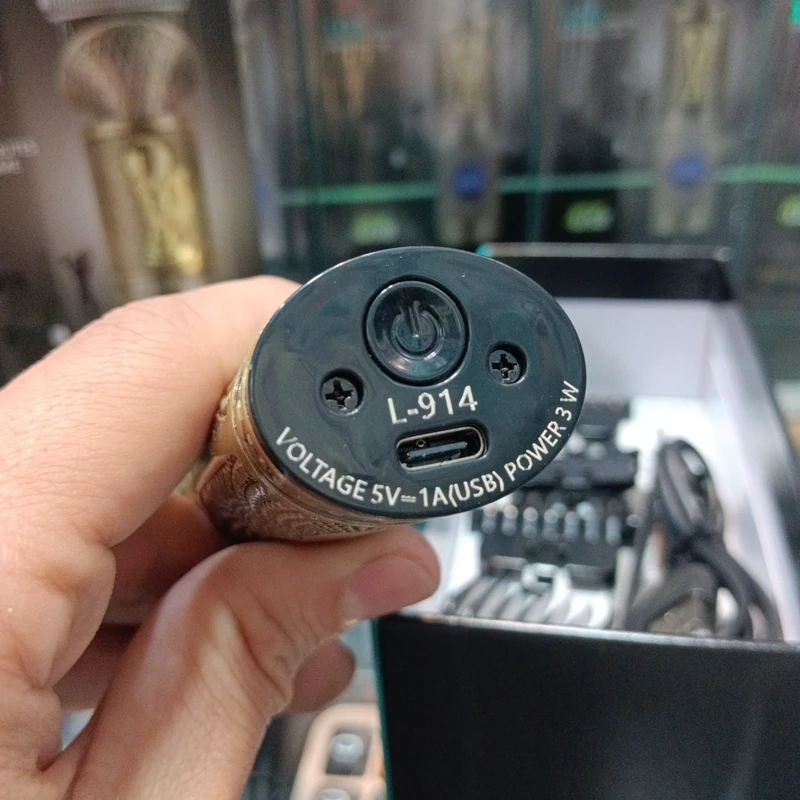 L-914
VOLTAGE 5V⎓1A(USB) POWER 3 W